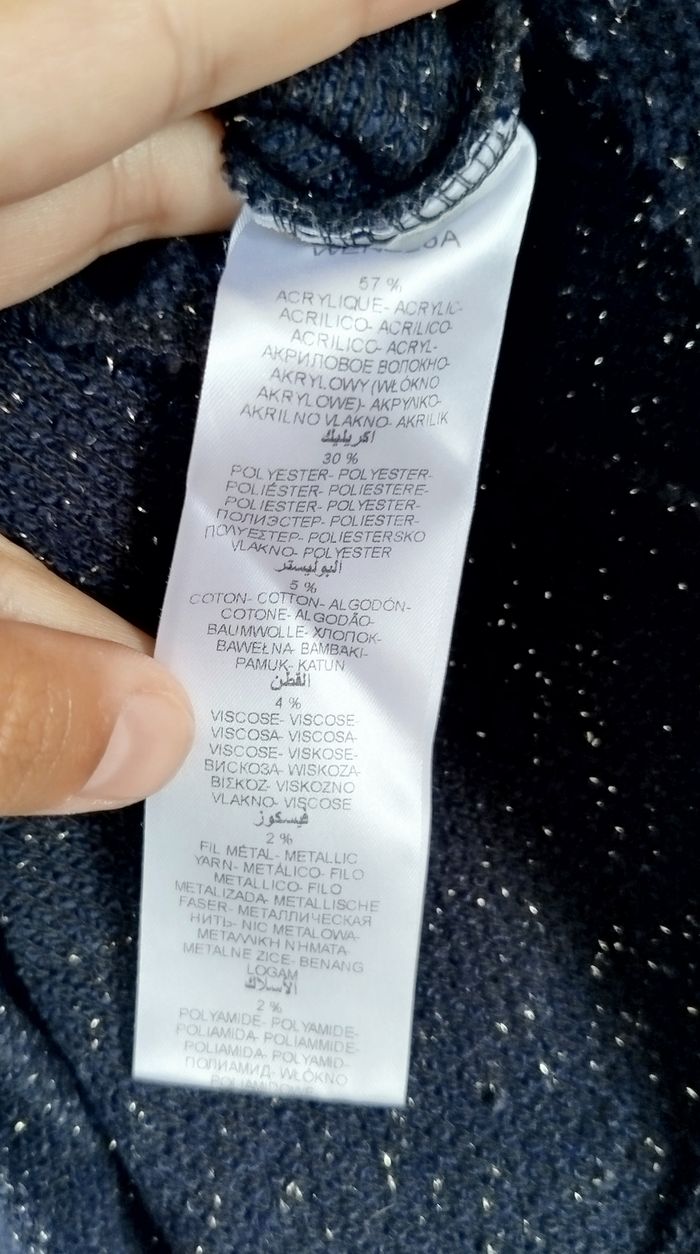 57 %
ACRYLIQUE- ACRYLIC-
ACRILICO- ACRILICO-
ACRILICO- ACRYL-
АКРИЛОВОЕ ВОЛОКНО-
AKRYLOWY (WŁÓKNO
AKRYLOWE)- ΑΚΡΥΛΙΚΟ-
AKRILNO VLAKNO- AKRILIK
اكريليك
30 %
POLYESTER- POLYESTER-
POLIÉSTER- POLIESTERE-
POLIÉSTER- POLYESTER-
ПОЛИЭСТЕР- POLIESTER-
ΠΟΛΥΕΣΤΕΡ- POLIESTERSKO
VLAKNO- POLYESTER
البوليستر
5 %
COTON- COTTON- ALGODÓN-
COTONE- ALGODÃO-
BAUMWOLLE- ХЛОПОК-
BAWEŁNA- BAMBAKI-
PAMUK- KATUN
القطن
4 %
VISCOSE- VISCOSE-
VISCOSA- VISCOSA-
VISCOSE- VISKOSE-
ВИСКОЗА- WISKOZA-
ΒΙΣΚΟΖ- VISKOZNO
VLAKNO- VISCOSE
فيسكوز
2 %
FIL MÉTAL- METALLIC
YARN- METÁLICO- FILO
METALLICO- FILO
METALIZADA- METALLISCHE
FASER- МЕТАЛЛИЧЕСКАЯ
НИТЬ- NIC METALOWA-
ΜΕΤΑΛΛΙΚΗ ΝΗΜΑΤΑ-
METALNE ZICE- BENANG
LOGAM
الأسلاك
2 %
POLYAMIDE- POLYAMIDE-
POLIAMIDA- POLIAMMIDE-
POLIAMIDA- POLYAMID-
ПОЛИАМИД- WŁÓKNO
POLIAMIDOWE-